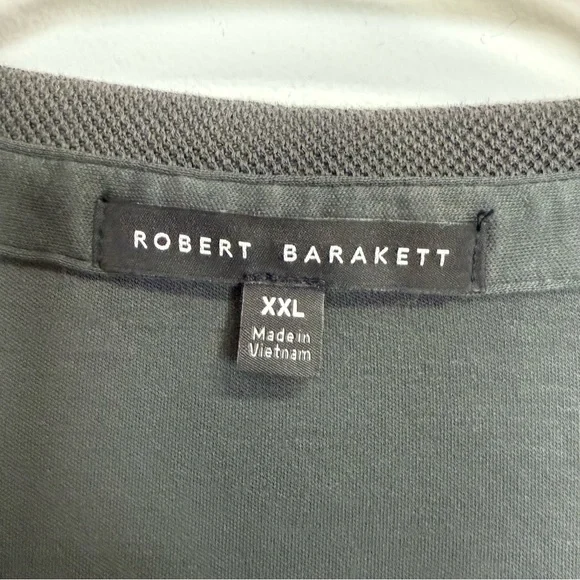 ROBERT BARAKETT
XXL
Made in
Vietnam